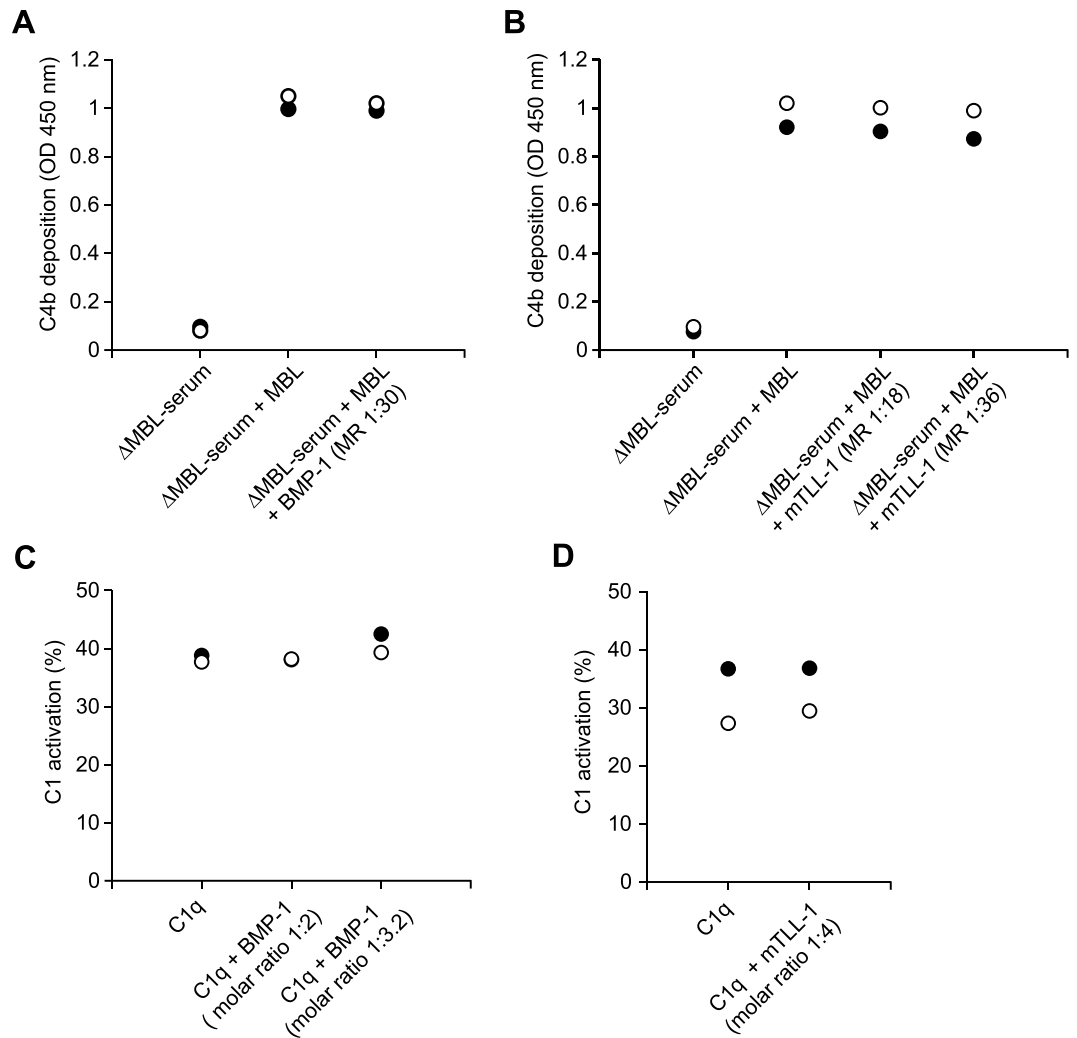 A
C4b deposition (OD 450 nm)
1.2
1
0.8
0.6
0.4
0.2
0
ΔMBL-serum
ΔMBL-serum + MBL
ΔMBL-serum + MBL
+ BMP-1 (MR 1:30)
B
C4b deposition (OD 450 nm)
1.2
1
0.8
0.6
0.4
0.2
0
ΔMBL-serum
ΔMBL-serum + MBL
ΔMBL-serum + MBL
+ mTLL-1 (MR 1:18)
ΔMBL-serum + MBL
+ mTLL-1 (MR 1:36)
C
C1 activation (%)
50
40
30
20
10
0
C1q
C1q + BMP-1
( molar ratio 1:2)
C1q + BMP-1
(molar ratio 1:3.2)
D
C1 activation (%)
50
40
30
20
10
0
C1q
C1q + mTLL-1
(molar ratio 1:4)